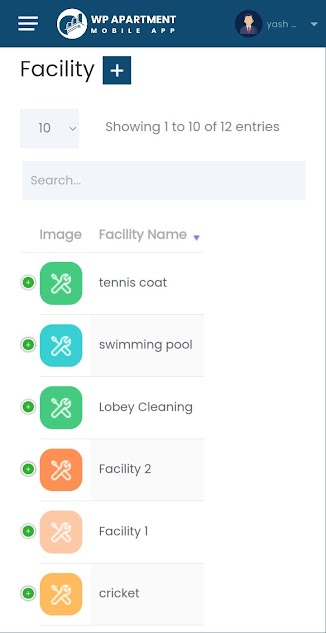 WP APARTMENT
MOBILE APP
yash ...
Facility
10
Showing 1 to 10 of 12 entries
Search...
Image Facility Name
tennis coat
swimming pool
Lobey Cleaning
Facility 2
Facility 1
cricket